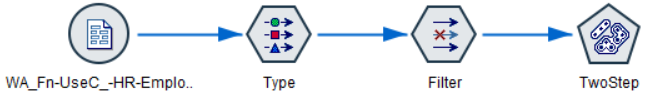 WA_Fn-UseC_-HR-Emplo..
Type
Filter
TwoStep